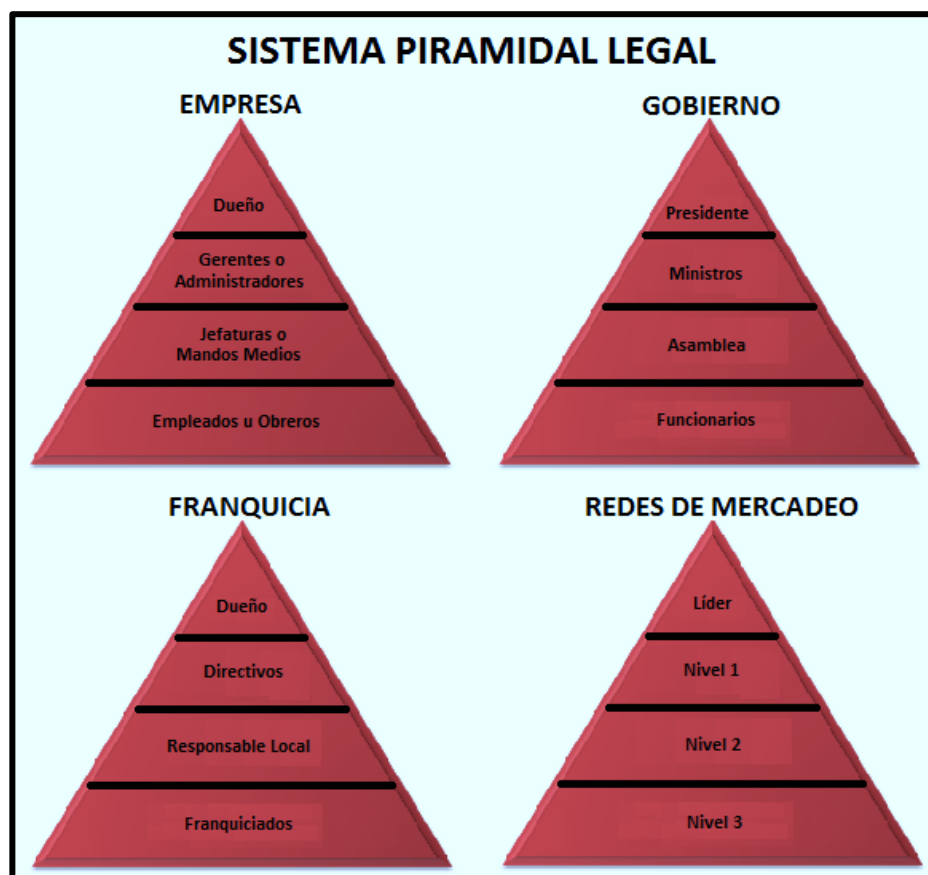 SISTEMA PIRAMIDAL LEGAL
EMPRESA
Dueño
Gerentes o
Administradores
Jefaturas o
Mandos Medios
Empleados u Obreros
GOBIERNO
Presidente
Ministros
Asamblea
Funcionarios
FRANQUICIA
Dueño
Directivos
Responsable Local
Franquiciados
REDES DE MERCADEO
Líder
Nivel 1
Nivel 2
Nivel 3